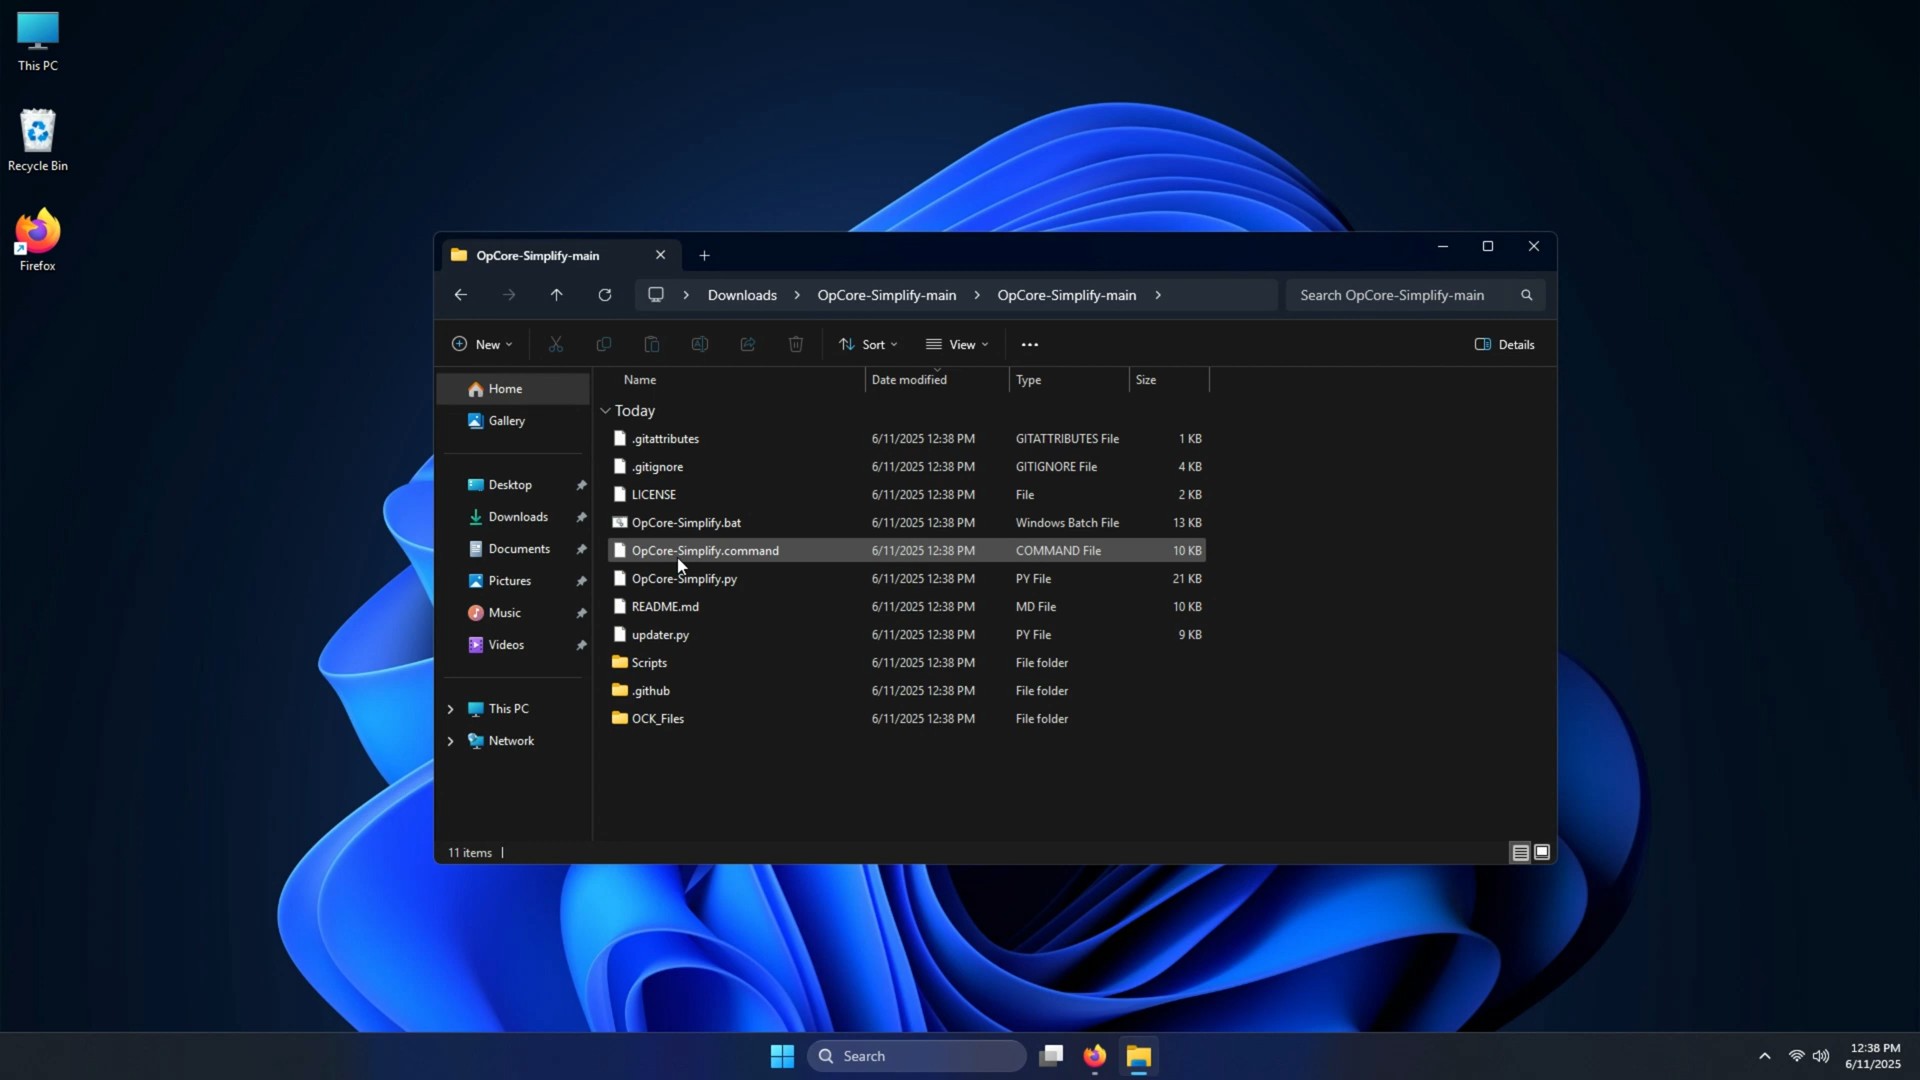 This PC
Recycle Bin
Firefox
OpCore-Simplify-main
Downloads OpCore-Simplify-main OpCore-Simplify-main
Search OpCore-Simplify-main
New Sort View Details
Home
Gallery
Desktop
Downloads
Documents
Pictures
Music
Videos
This PC
Network
Name Date modified Type Size
Today
.gitattributes 6/11/2025 12:38 PM GITATTRIBUTES File 1 KB
.gitignore 6/11/2025 12:38 PM GITIGNORE File 4 KB
LICENSE 6/11/2025 12:38 PM File 2 KB
OpCore-Simplify.bat 6/11/2025 12:38 PM Windows Batch File 13 KB
OpCore-Simplify.command 6/11/2025 12:38 PM COMMAND File 10 KB
OpCore-Simplify.py 6/11/2025 12:38 PM PY File 21 KB
README.md 6/11/2025 12:38 PM MD File 10 KB
updater.py 6/11/2025 12:38 PM PY File 9 KB
Scripts 6/11/2025 12:38 PM File folder
.github 6/11/2025 12:38 PM File folder
OCK_Files 6/11/2025 12:38 PM File folder
11 items
Search
12:38 PM
6/11/2025